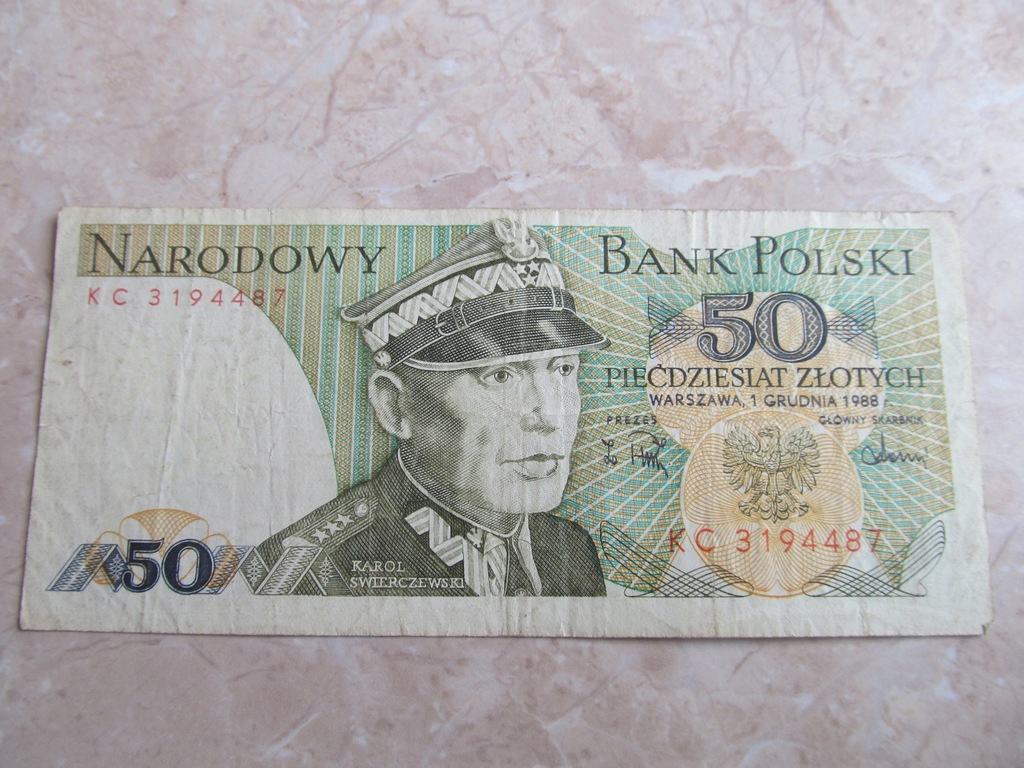 NARODOWY BANK POLSKI
KC 3194487
50
PIĘĆDZIESIĄT ZŁOTYCH
WARSZAWA, 1 GRUDNIA 1988 r.
PREZES GŁÓWNY SKARBNIK
KC 3194487
50
KAROL
ŚWIERCZEWSKI